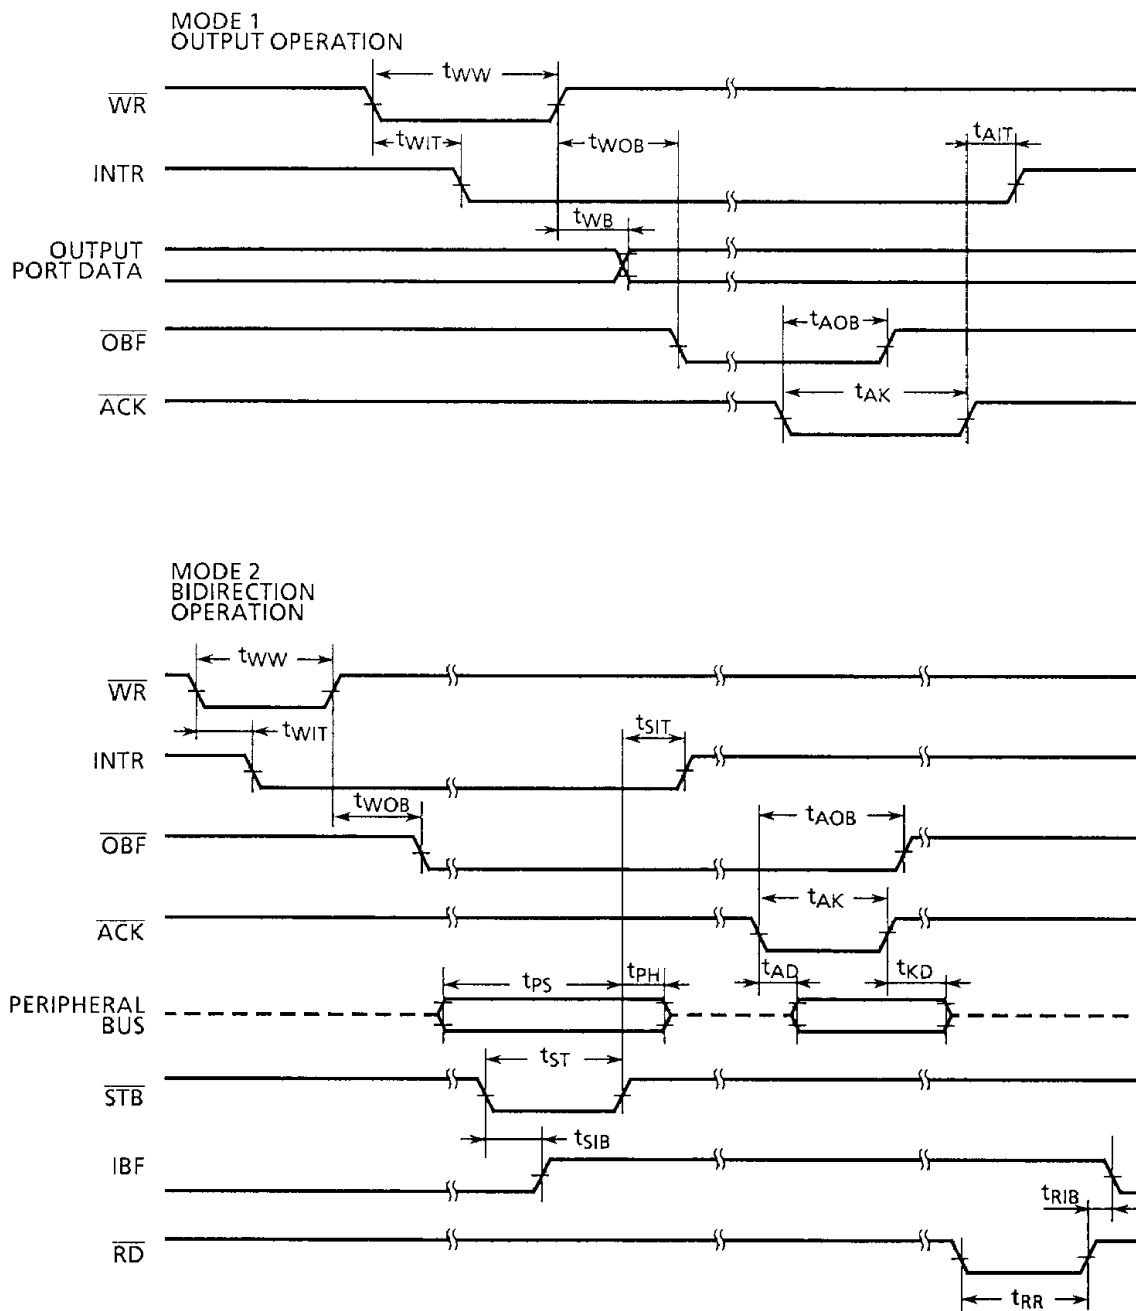 MODE 1
OUTPUT OPERATION
tWW
WR
tWIT
tWOB
tAIT
INTR
tWB
OUTPUT
PORT DATA
tAOB
OBF
tAK
ACK
MODE 2
BIDIRECTION
OPERATION
tWW
WR
tWIT
tSIT
INTR
tWOB
tAOB
OBF
tAK
ACK
tAD
tKD
tPS
tPH
PERIPHERAL
BUS
tST
STB
tSIB
IBF
tRIB
RD
tRR